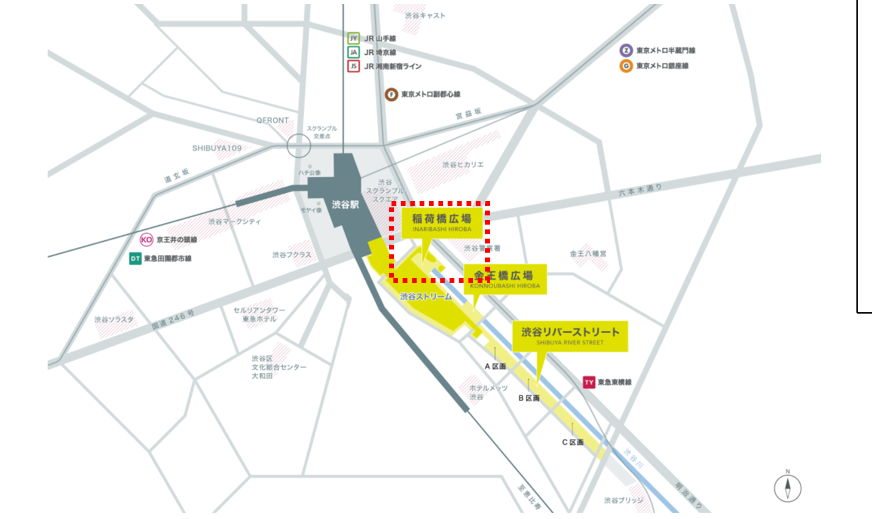 渋谷キャスト
JY JR 山手線
JA JR 埼京線
JS JR 湘南新宿ライン
Z 東京メトロ半蔵門線
G 東京メトロ銀座線
F 東京メトロ副都心線
宮益坂
QFRONT
スクランブル
交差点
SHIBUYA109
道玄坂
ハチ公像
渋谷ヒカリエ
渋谷
スクランブル
スクエア
六本木通り
渋谷駅
モヤイ像
稲荷橋広場
INARIBASHI HIROBA
渋谷マークシティ
KO 京王井の頭線
DT 東急田園都市線
渋谷フクラス
渋谷警察署
金王八幡宮
金王橋広場
KONNOUBASHI HIROBA
渋谷ストリーム
セルリアンタワー
東急ホテル
渋谷ソラスタ
国道246号
渋谷リバーストリート
SHIBUYA RIVER STREET
渋谷区
文化総合センター
大和田
A 区画
ホテルメッツ
渋谷
TY 東急東横線
B 区画
C 区画
渋谷川
明治通り
至恵比寿
渋谷ブリッジ
N